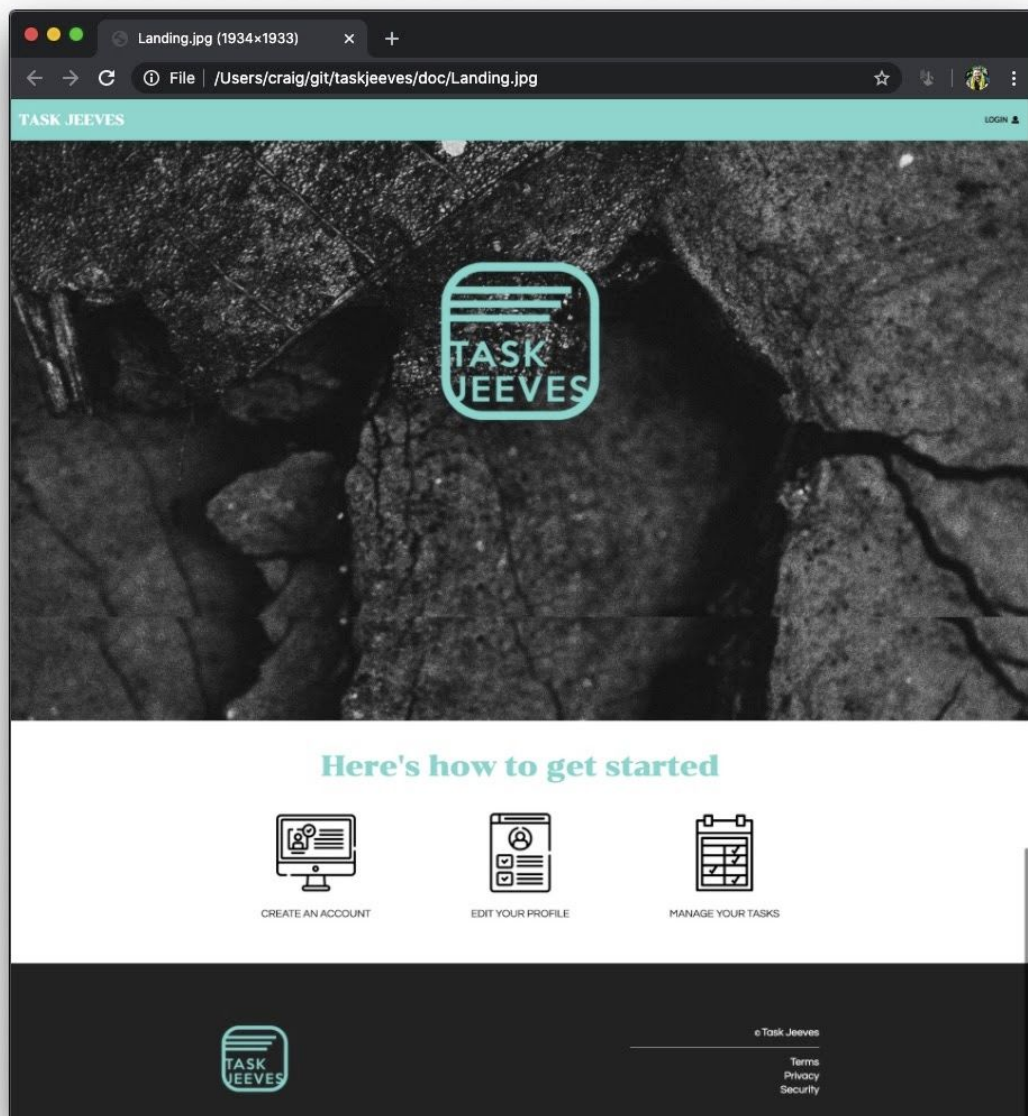 Landing.jpg (1934×1933)
File | /Users/craig/git/taskjeeves/doc/Landing.jpg
TASK JEEVES
LOGIN
TASK
JEEVES
Here's how to get started
CREATE AN ACCOUNT
EDIT YOUR PROFILE
MANAGE YOUR TASKS
TASK
JEEVES
© Task Jeeves
Terms
Privacy
Security